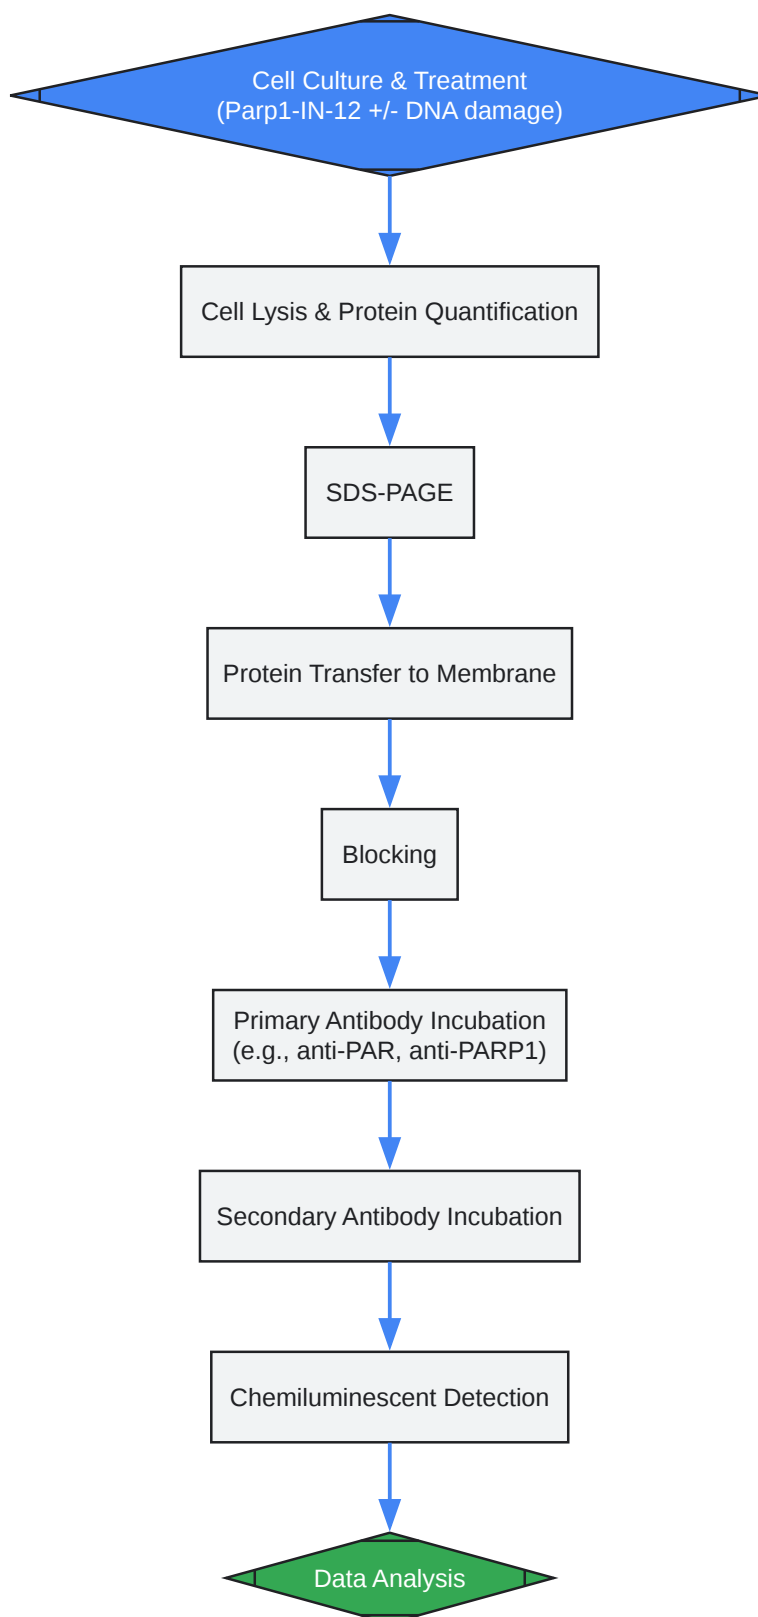 Cell Culture & Treatment
(Parp1-IN-12 +/- DNA damage)
Cell Lysis & Protein Quantification
SDS-PAGE
Protein Transfer to Membrane
Blocking
Primary Antibody Incubation
(e.g., anti-PAR, anti-PARP1)
Secondary Antibody Incubation
Chemiluminescent Detection
Data Analysis